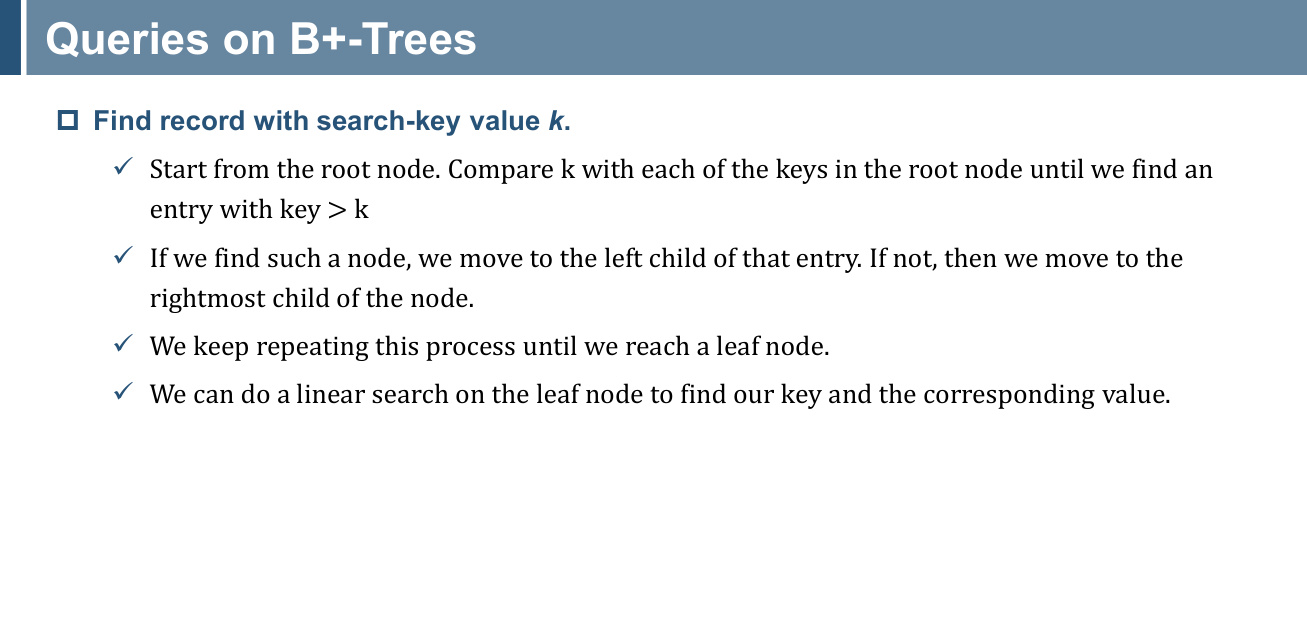 Queries on B+-Trees
Find record with search-key value k.
✓ Start from the root node. Compare k with each of the keys in the root node until we find an
entry with key > k
✓ If we find such a node, we move to the left child of that entry. If not, then we move to the
rightmost child of the node.
✓ We keep repeating this process until we reach a leaf node.
✓ We can do a linear search on the leaf node to find our key and the corresponding value.